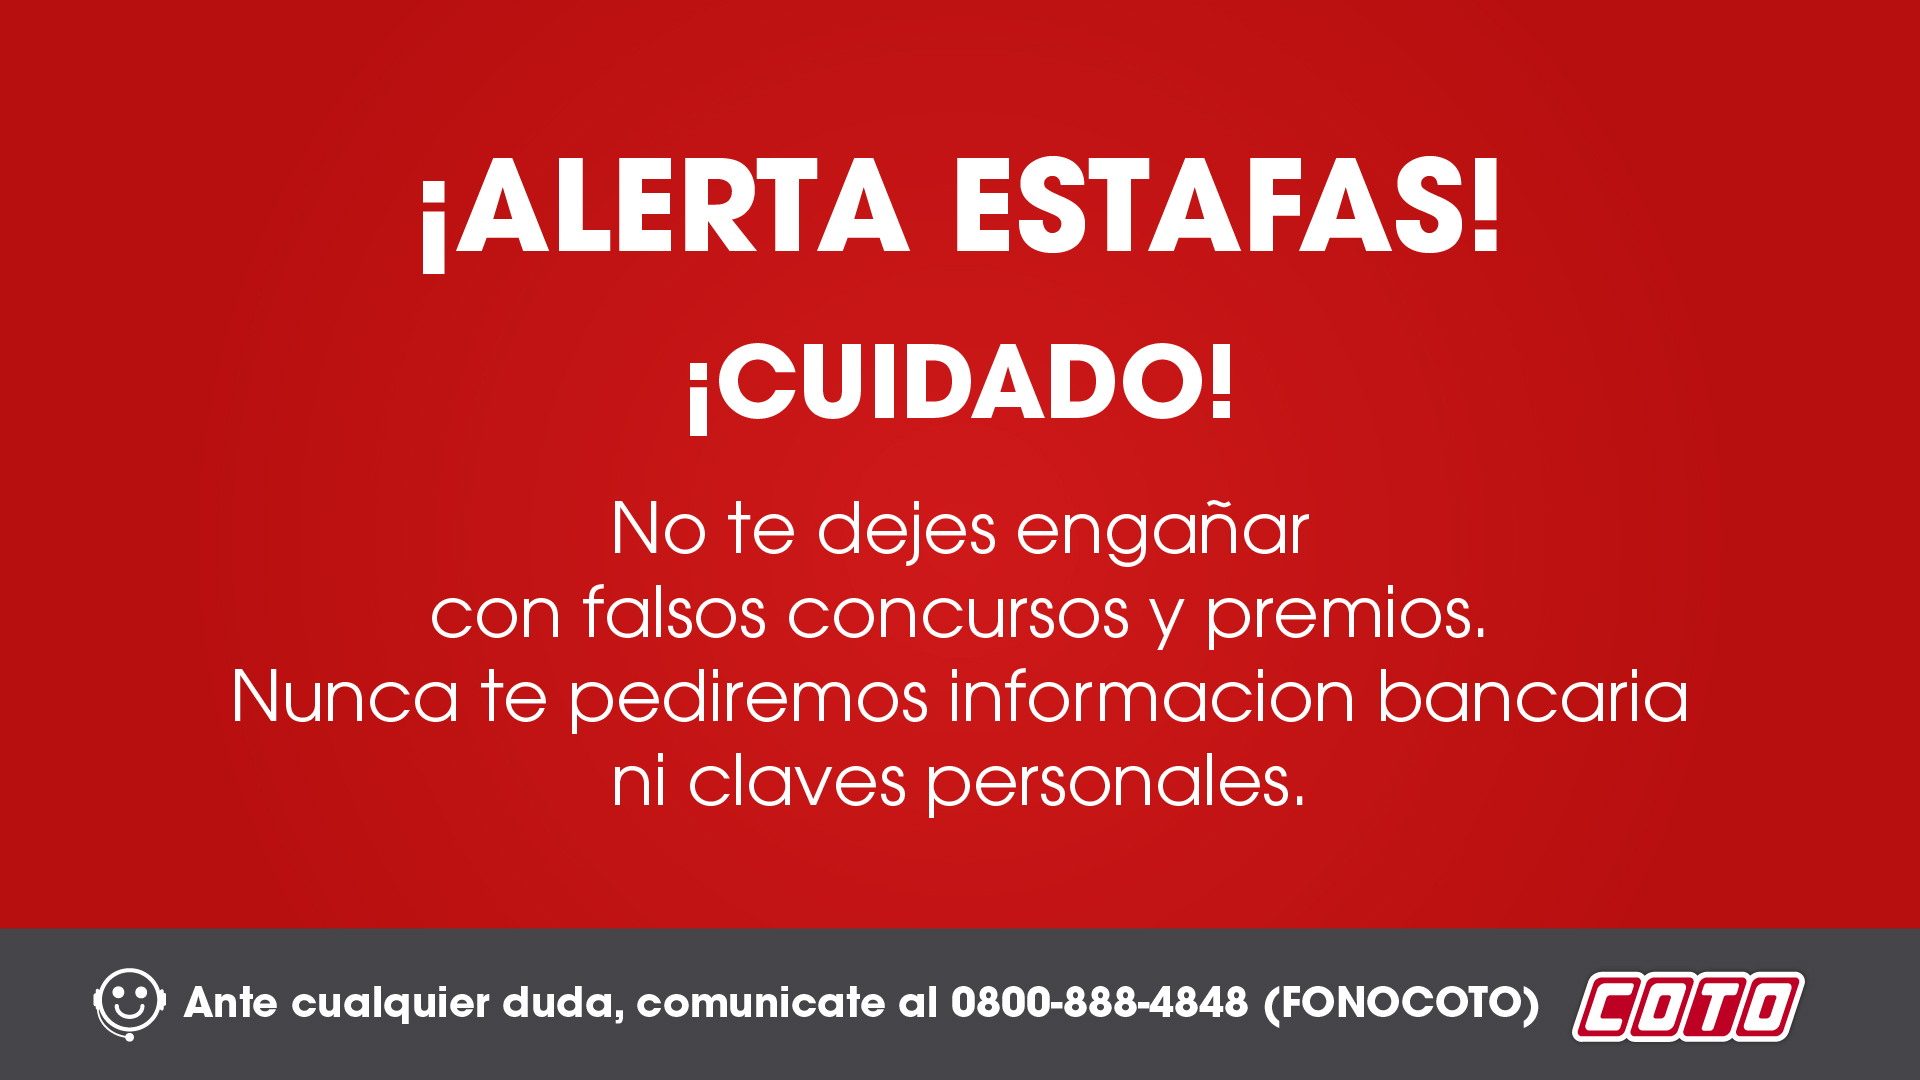 ¡ALERTA ESTAFAS!
¡CUIDADO!
No te dejes engañar
con falsos concursos y premios.
Nunca te pediremos informacion bancaria
ni claves personales.
Ante cualquier duda, comunicate al 0800-888-4848 (FONOCOTO)
COTO